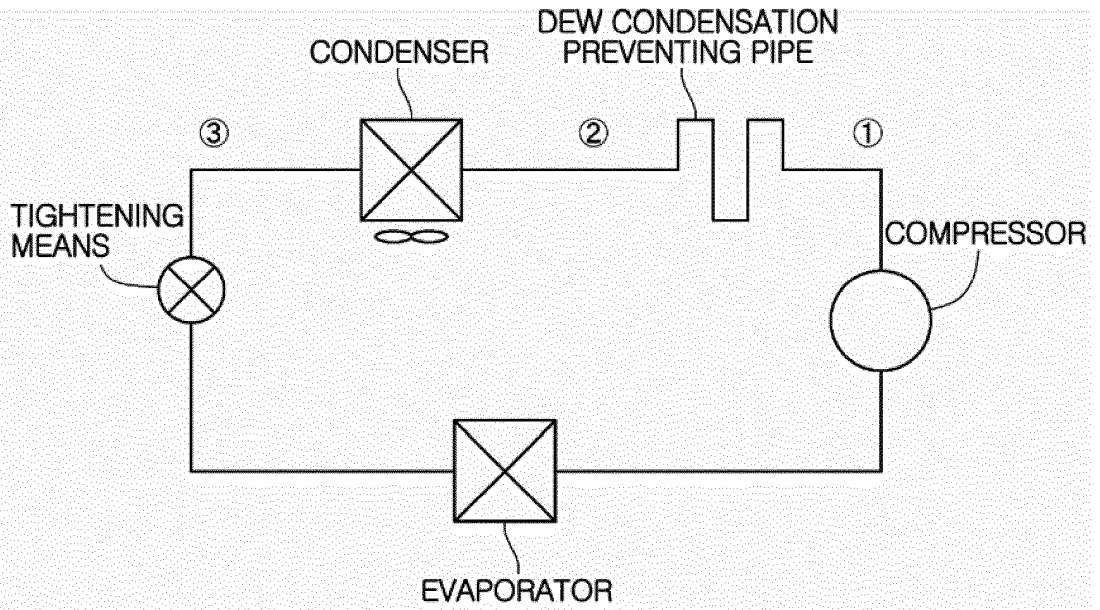 DEW CONDENSATION
PREVENTING PIPE
CONDENSER
③
②
①
TIGHTENING
MEANS
COMPRESSOR
EVAPORATOR